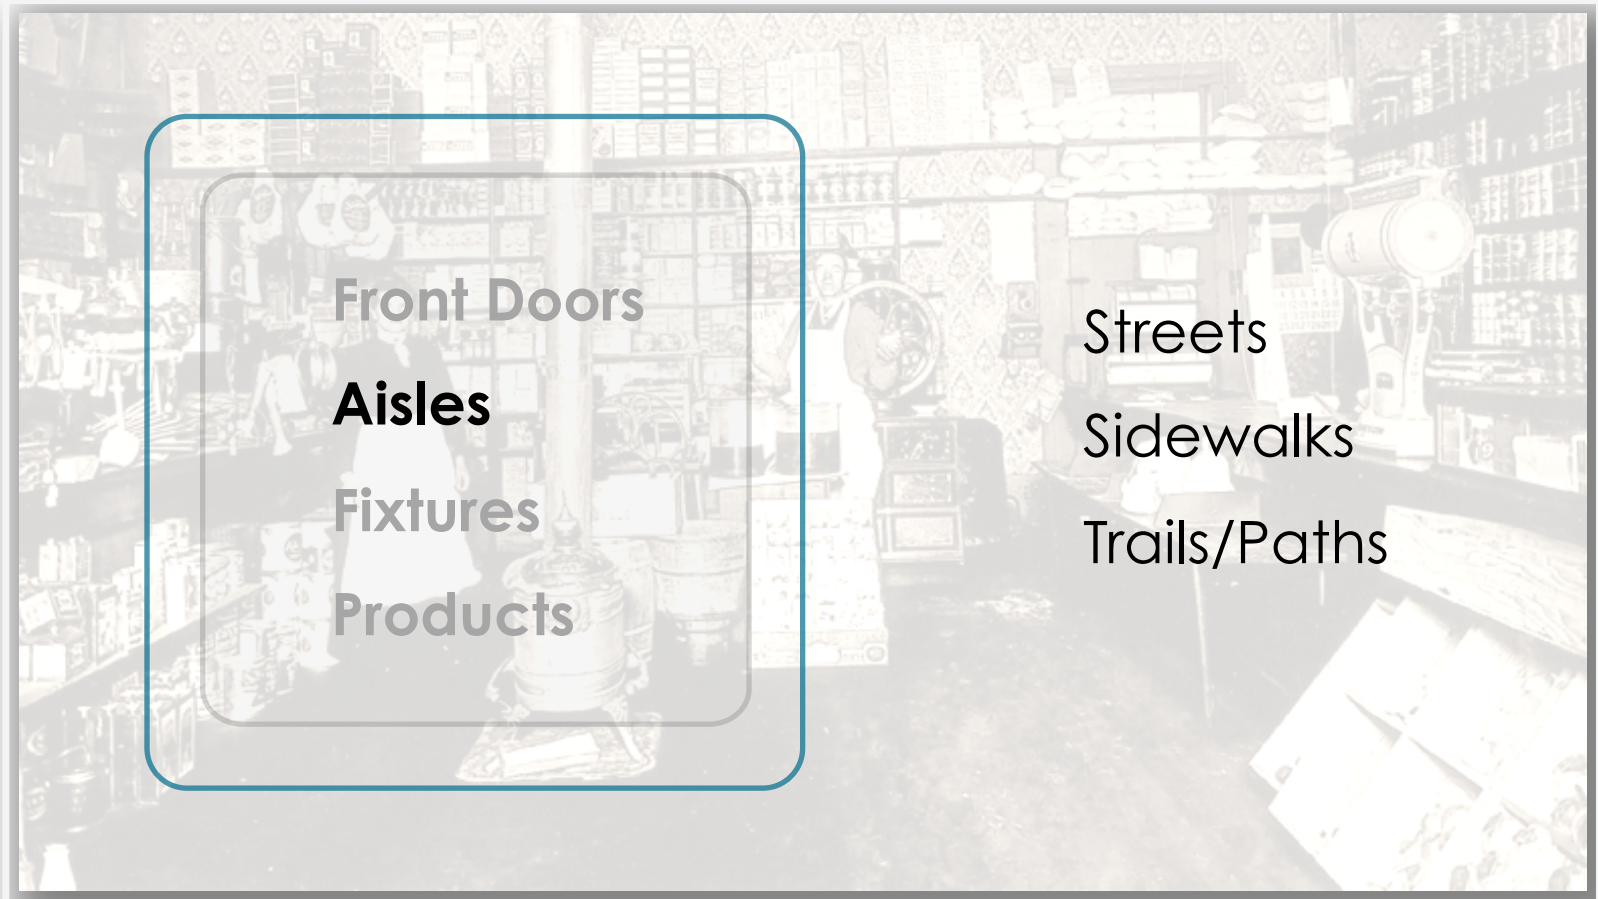 Front Doors
Aisles
Fixtures
Products
Streets
Sidewalks
Trails/Paths